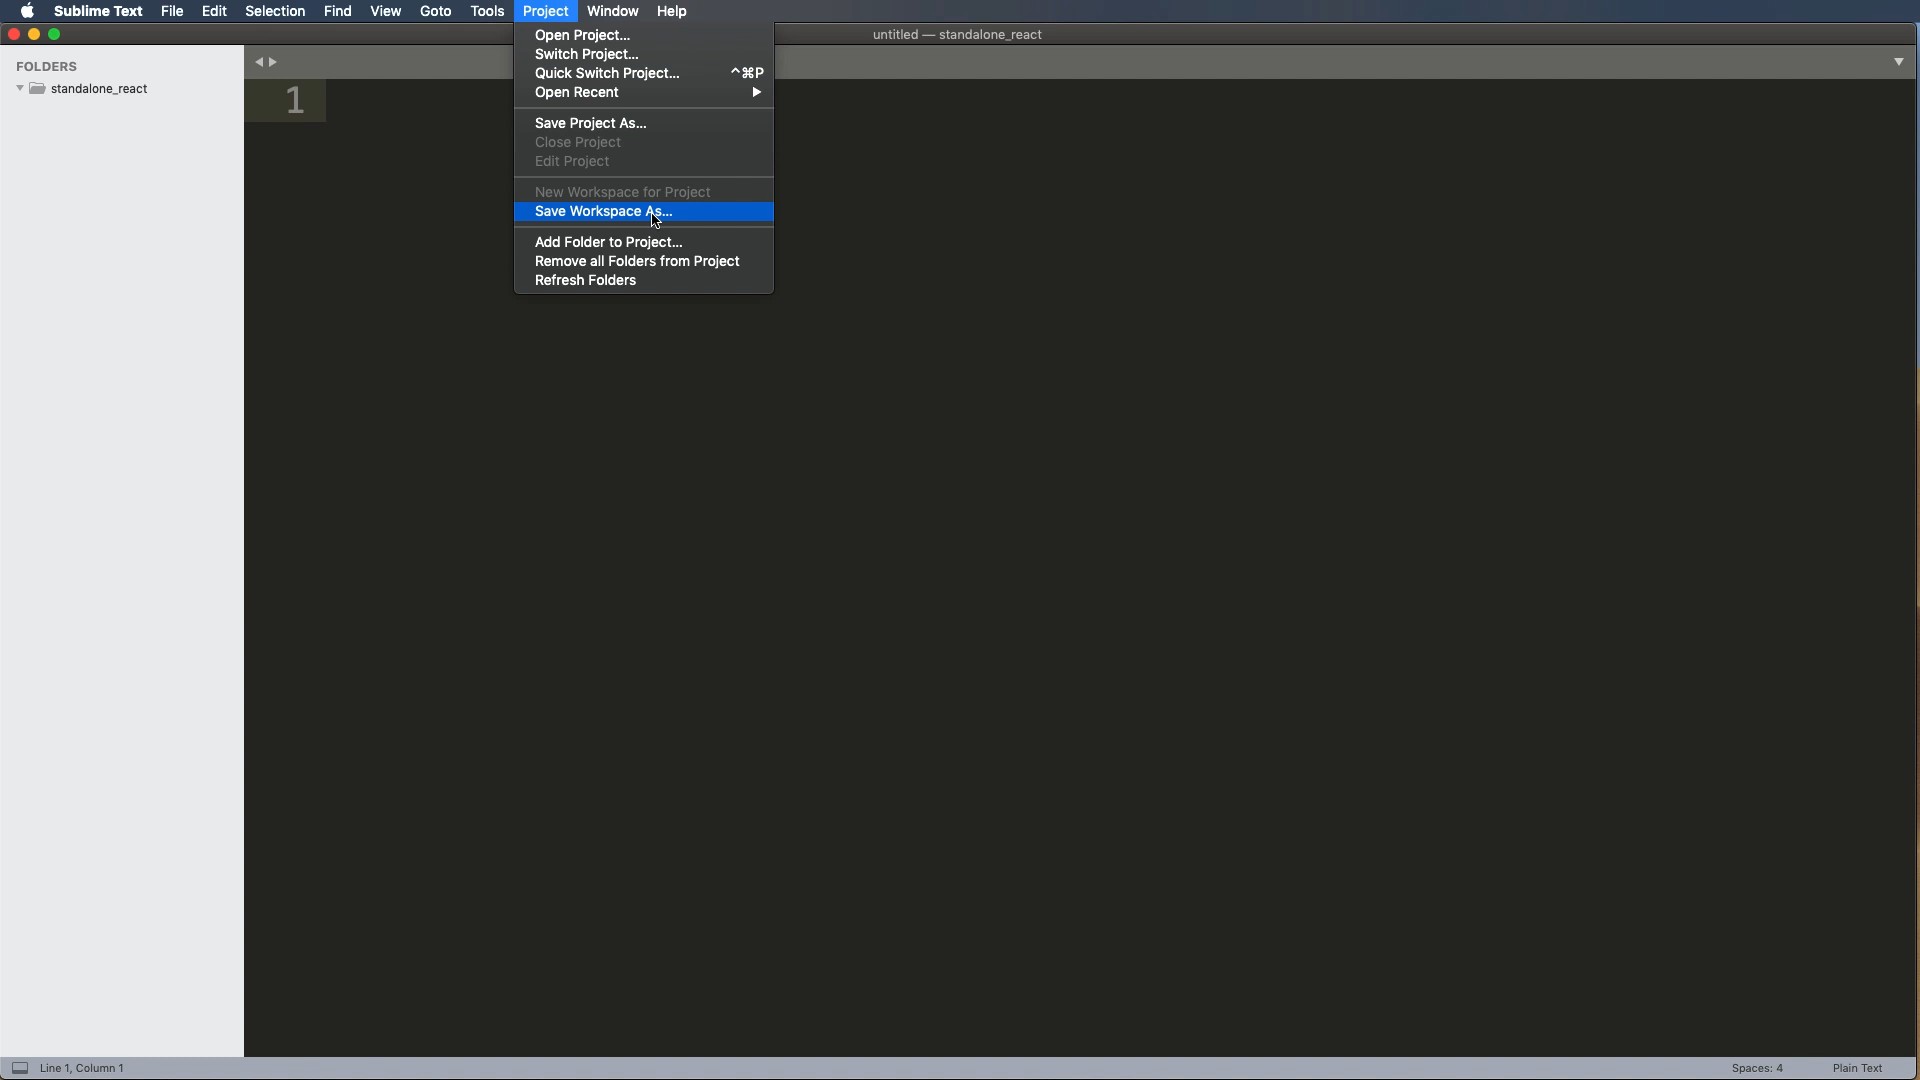 Sublime Text File Edit Selection Find View Goto Tools Project Window Help
untitled — standalone_react
FOLDERS
standalone_react
1
Open Project...
Switch Project...
Quick Switch Project... ^⌘P
Open Recent
Save Project As...
Close Project
Edit Project
New Workspace for Project
Save Workspace As...
Add Folder to Project...
Remove all Folders from Project
Refresh Folders
Line 1, Column 1 Spaces: 4 Plain Text